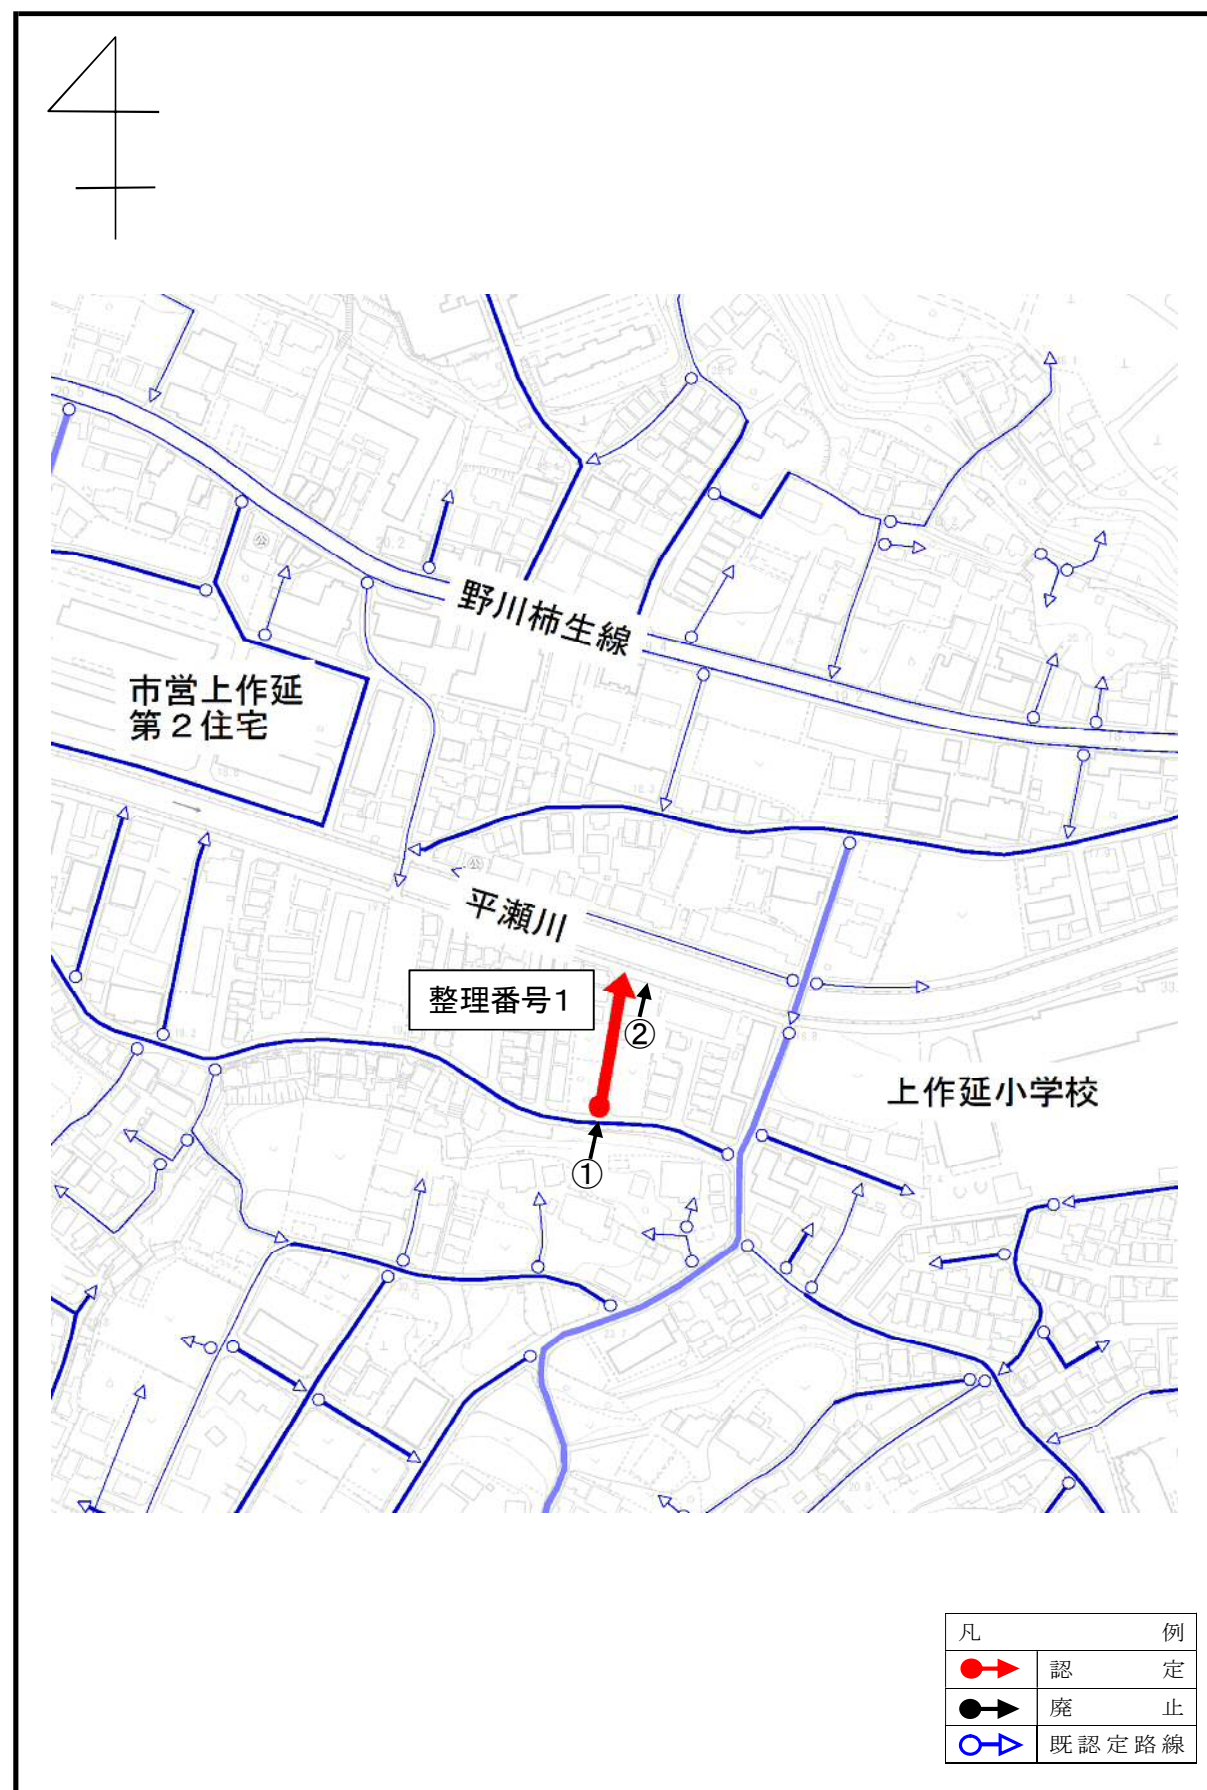 野川柿生線
市営上作延
第２住宅
平瀬川
整理番号１
②
上作延小学校
①
凡例
認定
廃止
既認定路線